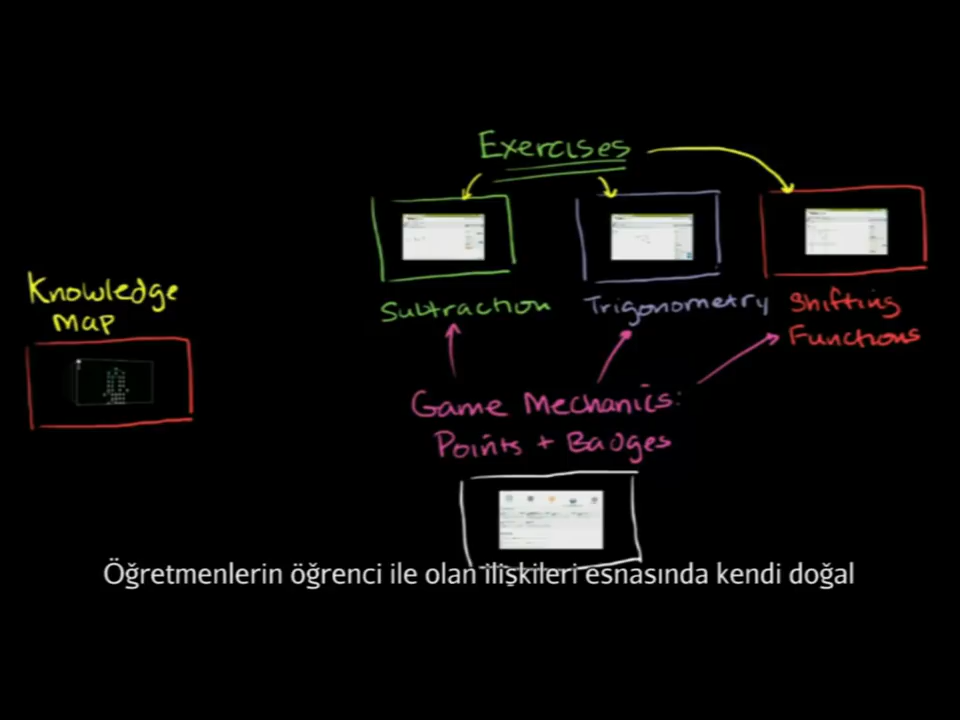 Exercises
Knowledge
Map
Subtraction
Trigonometry
Shifting
Functions
Game Mechanics:
Points + Badges
Öğretmenlerin öğrenci ile olan ilişkileri esnasında kendi doğal